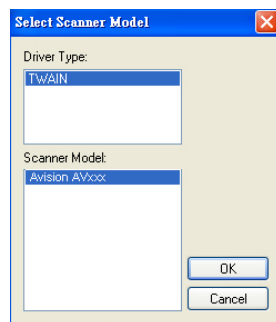 Select Scanner Model
Driver Type:
TWAIN
Scanner Model:
Avision AVxxx
OK
Cancel